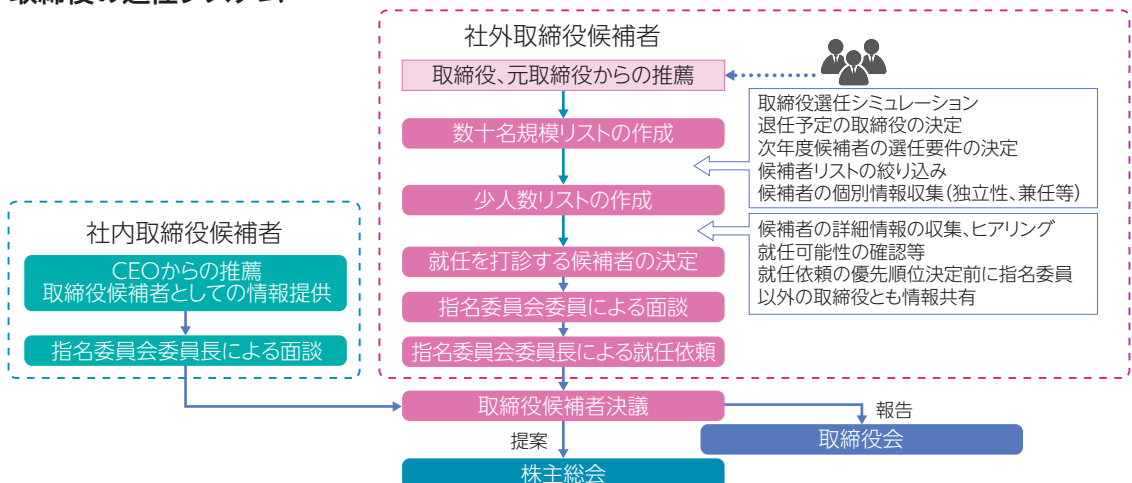 取締役の選任システム
社外取締役候補者
取締役、元取締役からの推薦
数十名規模リストの作成
取締役選任シミュレーション
退任予定の取締役の決定
次年度候補者の選任要件の決定
候補者リストの絞り込み
候補者の個別情報収集(独立性、兼任等)
少人数リストの作成
候補者の詳細情報の収集、ヒアリング
就任可能性の確認等
就任依頼の優先順位決定前に指名委員
以外の取締役とも情報共有
就任を打診する候補者の決定
指名委員会委員による面談
指名委員会委員長による就任依頼
社内取締役候補者
CEOからの推薦
取締役候補者としての情報提供
指名委員会委員長による面談
取締役候補者決議
報告
取締役会
提案
株主総会